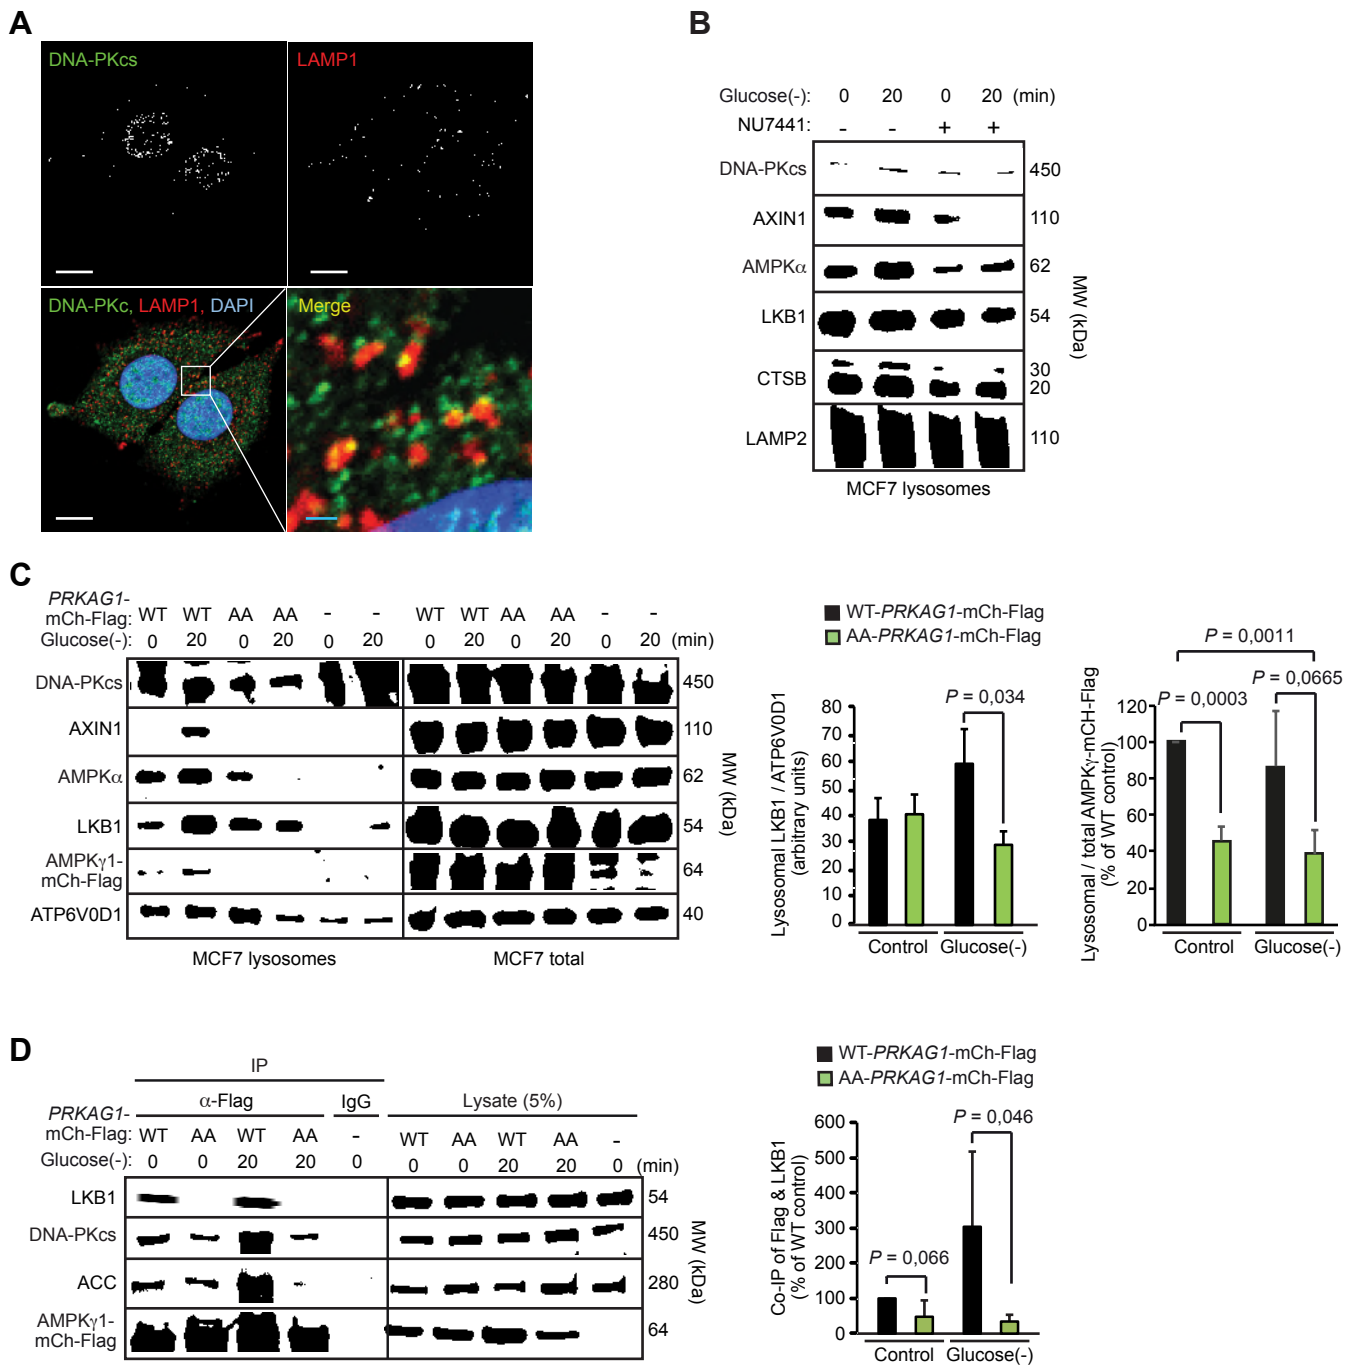 A
DNA-PKcs
LAMP1
DNA-PKc, LAMP1, DAPI
Merge
B
Glucose(-): 0 20 0 20 (min)
NU7441: - - + +
DNA-PKcs 450
AXIN1 110
AMPKα 62
LKB1 54
CTSB 30
20
LAMP2 110
MW (kDa)
MCF7 lysosomes
C
PRKAG1-
mCh-Flag: WT WT AA AA - - WT WT AA AA - -
Glucose(-): 0 20 0 20 0 20 0 20 0 20 0 20 (min)
DNA-PKcs 450
AXIN1 110
AMPKα 62
LKB1 54
AMPKγ1-
mCh-Flag 64
ATP6V0D1 40
MW (kDa)
MCF7 lysosomes MCF7 total
WT-PRKAG1-mCh-Flag
AA-PRKAG1-mCh-Flag
Lysosomal LKB1 / ATP6V0D1
(arbitrary units)
80
70
60
50
40
30
20
10
0
P = 0,034
Control Glucose(-)
Lysosomal / total AMPKγ-mCH-Flag
(% of WT control)
120
100
80
60
40
20
0
P = 0,0011
P = 0,0003
P = 0,0665
Control Glucose(-)
D
IP
α-Flag IgG Lysate (5%)
PRKAG1-
mCh-Flag: WT AA WT AA - WT AA WT AA -
Glucose(-): 0 0 20 20 0 0 0 20 20 0 (min)
LKB1 54
DNA-PKcs 450
ACC 280
AMPKγ1-
mCh-Flag 64
MW (kDa)
WT-PRKAG1-mCh-Flag
AA-PRKAG1-mCh-Flag
Co-IP of Flag & LKB1
(% of WT control)
600
500
400
300
200
100
0
P = 0,046
P = 0,066
Control Glucose(-)